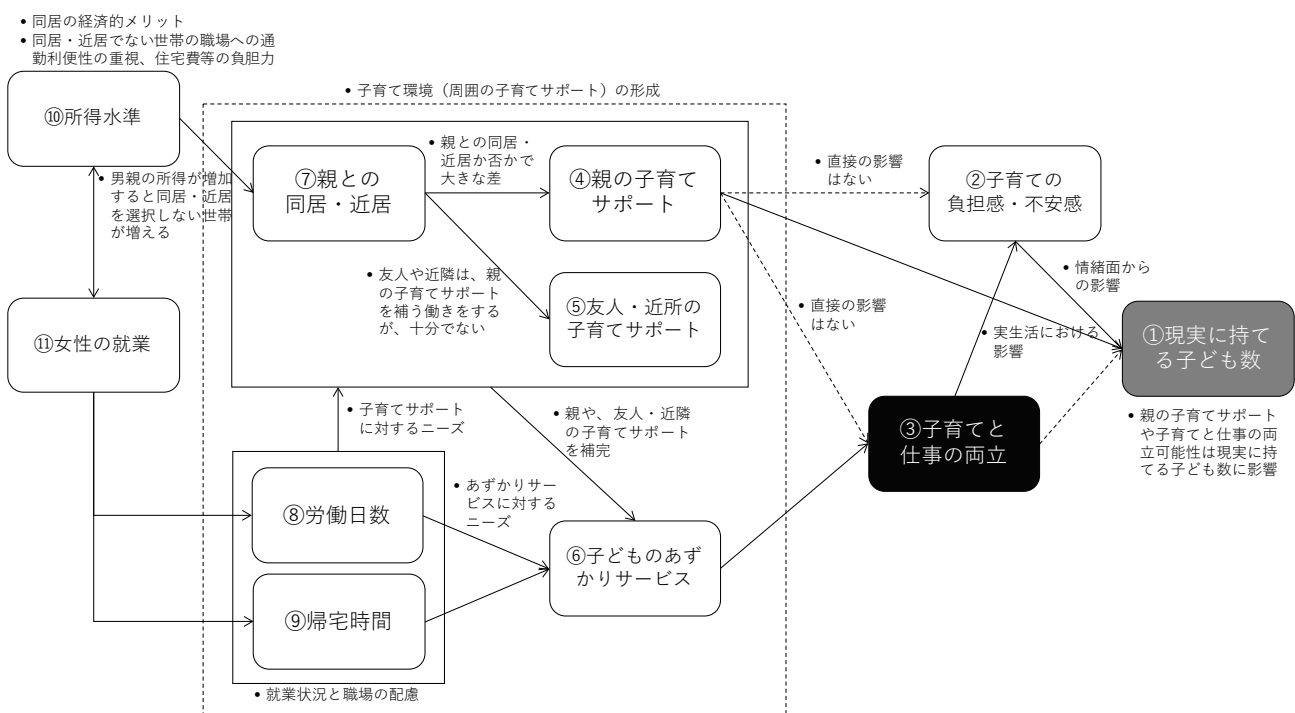 • 同居の経済的メリット
• 同居・近居でない世帯の職場への通
勤利便性の重視、住宅費等の負担力
⑩所得水準
• 男親の所得が増加
すると同居・近居
を選択しない世帯
が増える
⑪女性の就業
• 子育て環境（周囲の子育てサポート）の形成
⑦親との
同居・近居
• 親との同居・
近居か否かで
大きな差
④親の子育て
サポート
• 友人や近隣は、親
の子育てサポート
を補う働きをする
が、十分でない
⑤友人・近所の
子育てサポート
• 直接の影響
はない
②子育ての
負担感・不安感
• 情緒面から
の影響
• 直接の影響
はない
• 実生活における
影響
①現実に持て
る子ども数
• 親の子育てサポート
や子育てと仕事の両
立可能性は現実に持
てる子ども数に影響
③子育てと
仕事の両立
• 子育てサポート
に対するニーズ
• 親や、友人・近隣
の子育てサポート
を補完
⑧労働日数
• あずかりサー
ビスに対する
ニーズ
⑥子どものあず
かりサービス
⑨帰宅時間
• 就業状況と職場の配慮